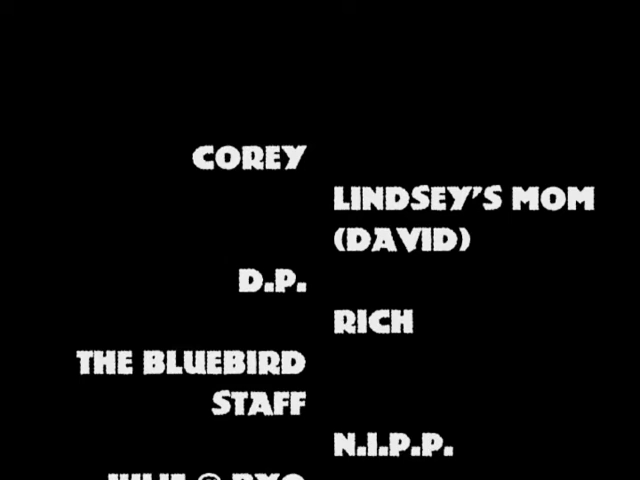 COREY
LINDSEY'S MOM
(DAVID)
D.P.
RICH
THE BLUEBIRD
STAFF
N.I.P.P.